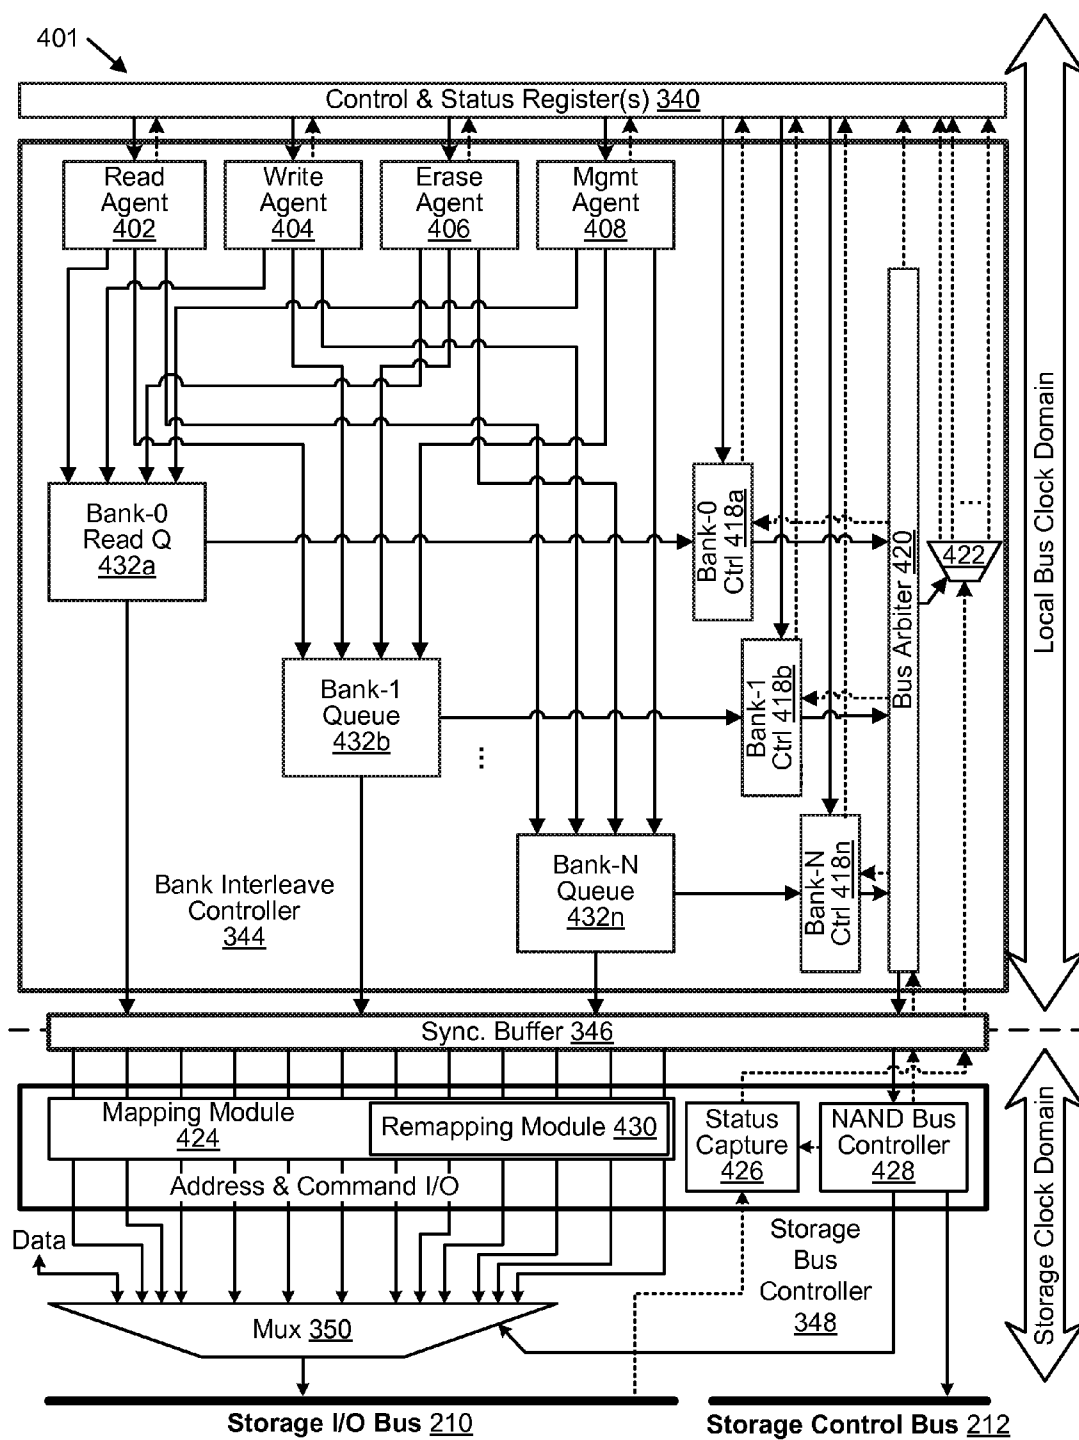 401
Control & Status Register(s) 340
Read
Agent
402
Write
Agent
404
Erase
Agent
406
Mgmt
Agent
408
Bank-0
Read Q
432a
Bank-0
Ctrl 418a
Bus Arbiter 420
...
422
Bank-1
Queue
432b
...
Bank-1
Ctrl 418b
Bank-N
Queue
432n
Bank-N
Ctrl 418n
Bank Interleave
Controller
344
Local Bus Clock Domain
Sync. Buffer 346
Mapping Module
424
Remapping Module 430
Status
Capture
426
NAND Bus
Controller
428
Address & Command I/O
Data
Storage
Bus
Controller
348
Storage Clock Domain
Mux 350
Storage I/O Bus 210
Storage Control Bus 212